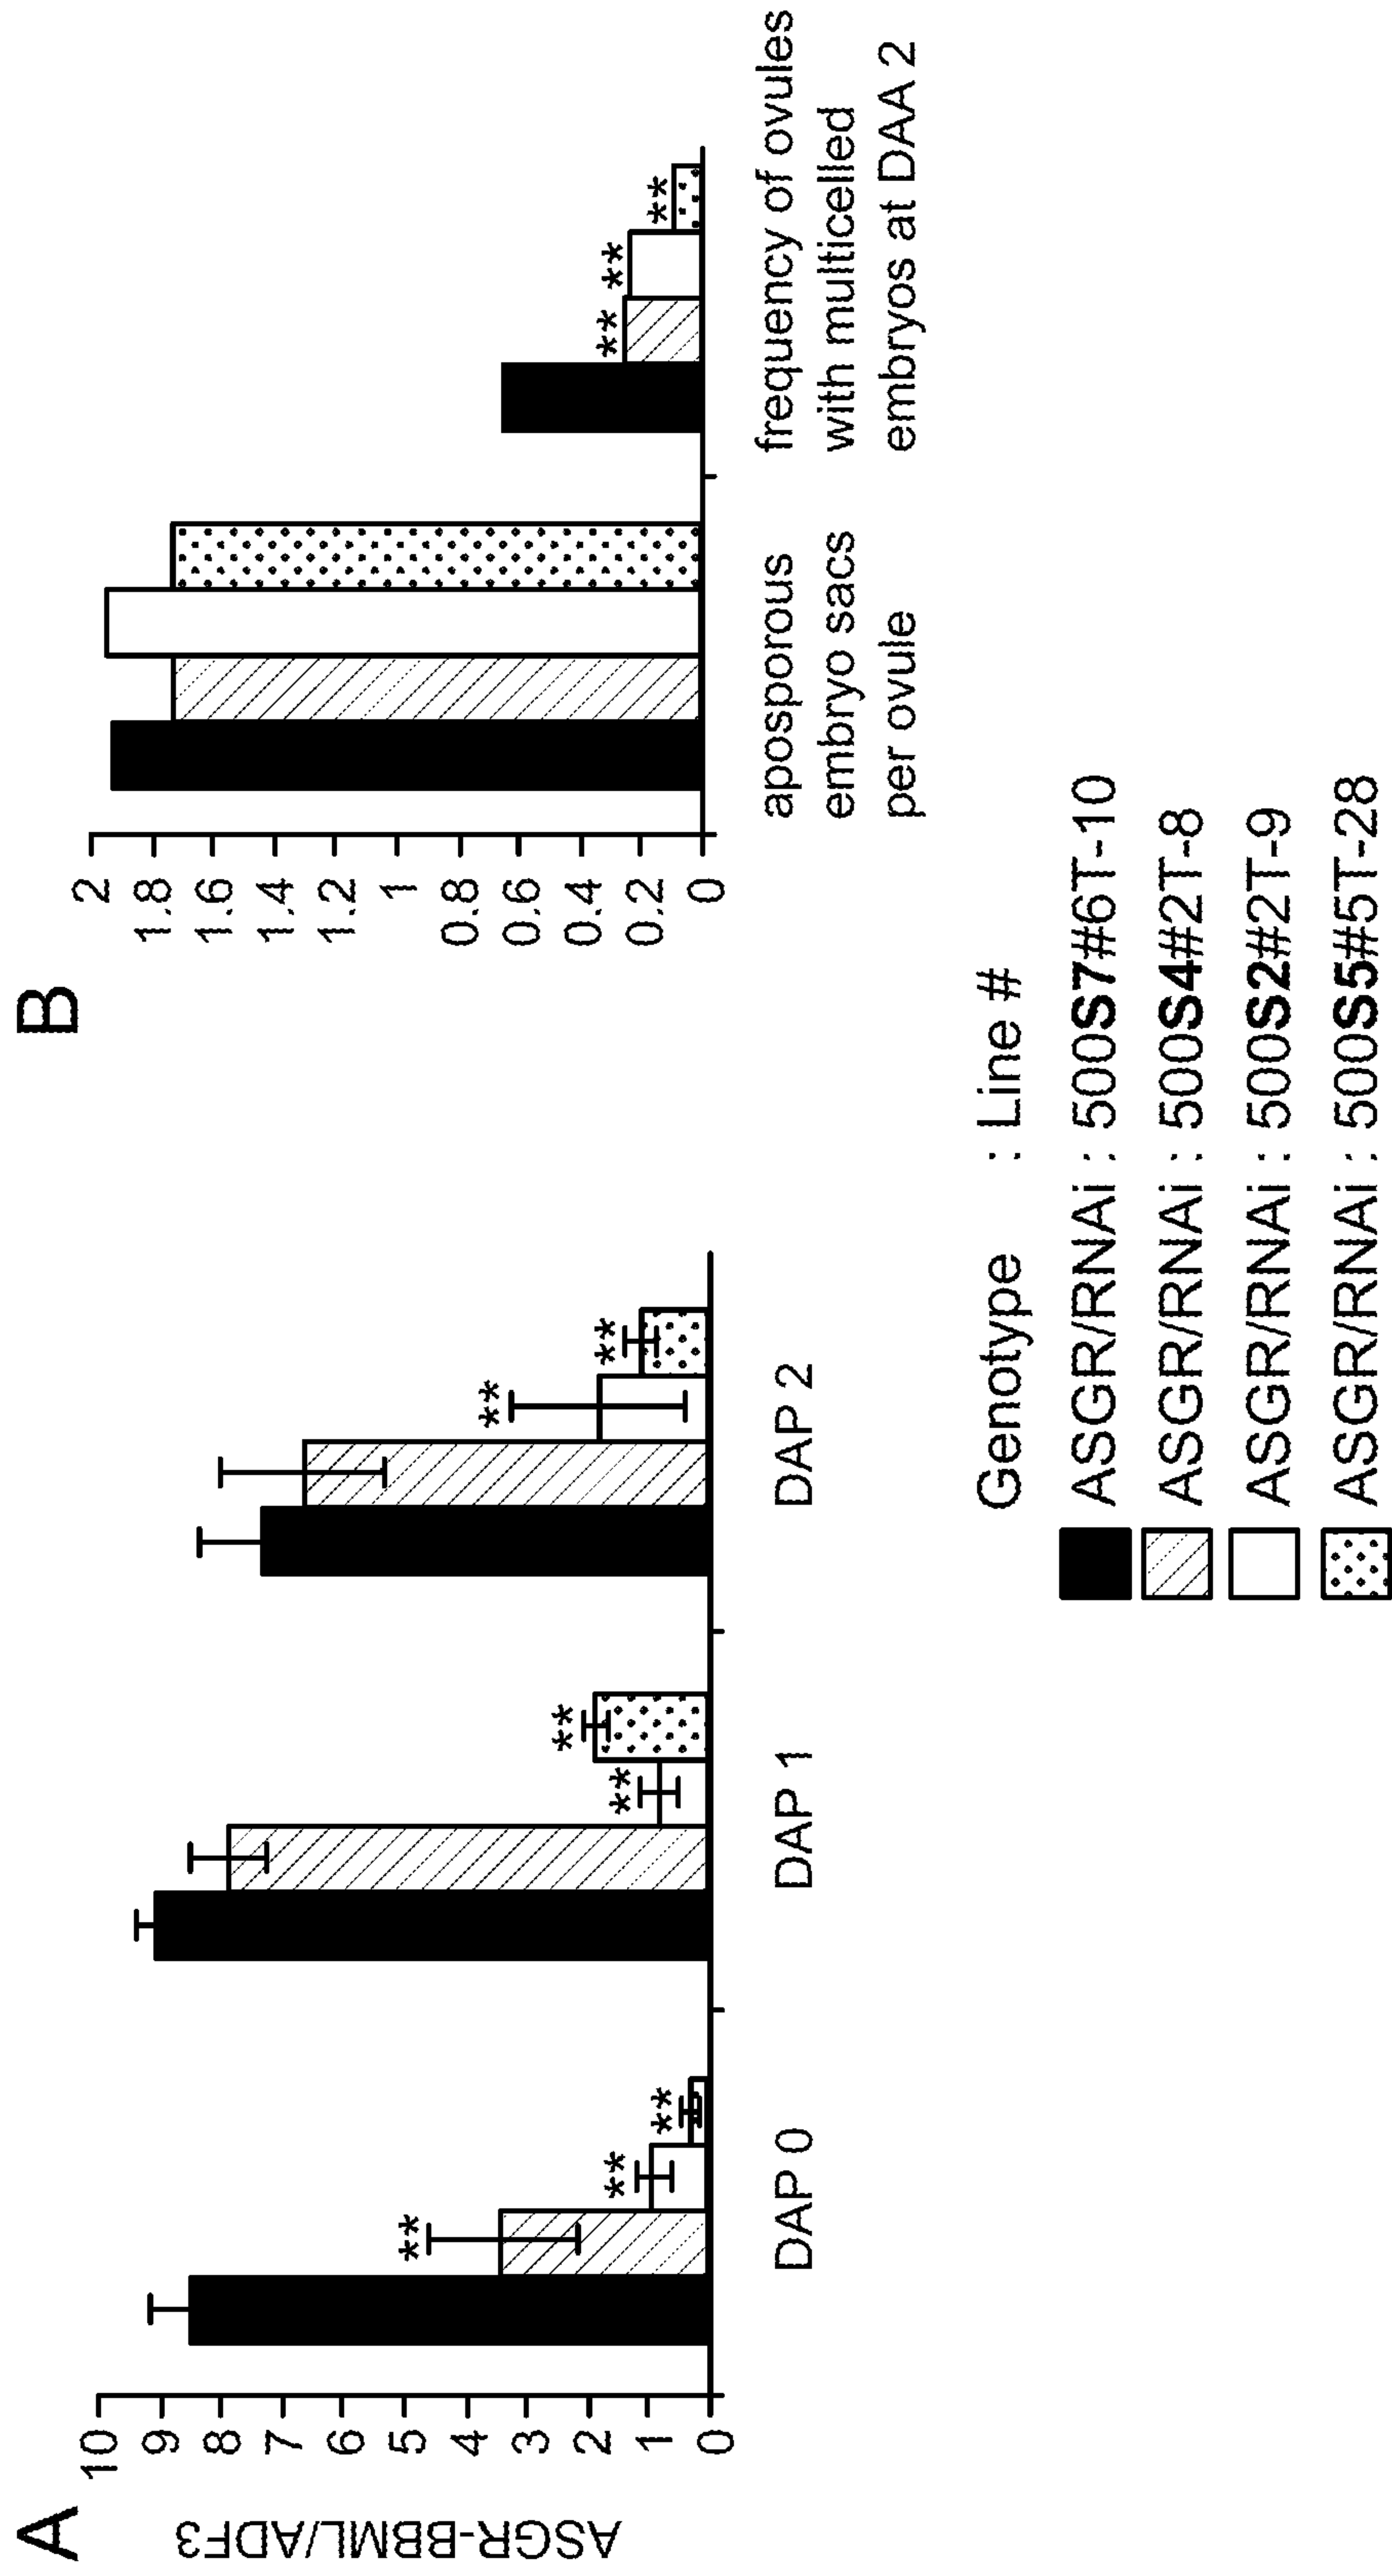 A
ASGR-BBML/ADF3
10
9
8
7
6
5
4
3
2
1
0
**
**
**
**
**
**
**
DAP 0
DAP 1
DAP 2
B
2
1.8
1.6
1.4
1.2
1
0.8
0.6
0.4
0.2
0
**
**
**
aposporous
embryo sacs
per ovule
frequency of ovules
with multicelled
embryos at DAA 2
Genotype : Line #
ASGR/RNAi : 500S7#6T-10
ASGR/RNAi : 500S4#2T-8
ASGR/RNAi : 500S2#2T-9
ASGR/RNAi : 500S5#5T-28